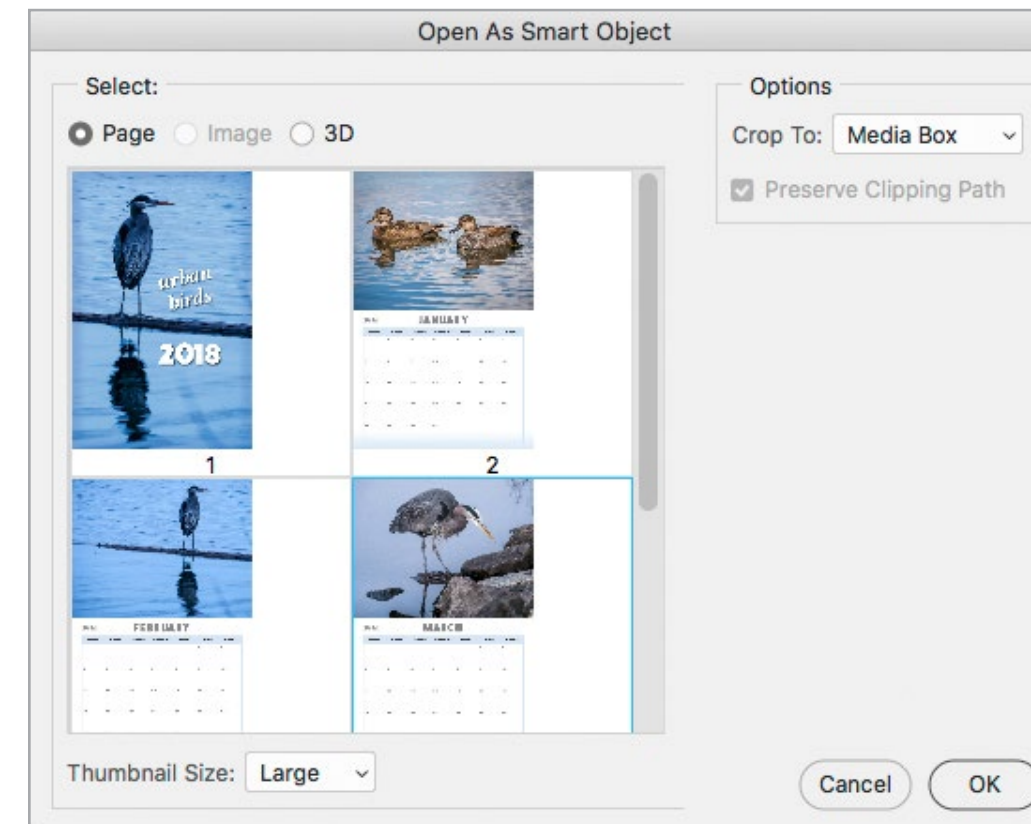 Open As Smart Object
Select:
Page Image 3D
urban
birds
2018
1
JANUARY
2
FEBRUARY
MARCH
Thumbnail Size: Large
Options
Crop To: Media Box
Preserve Clipping Path
Cancel OK